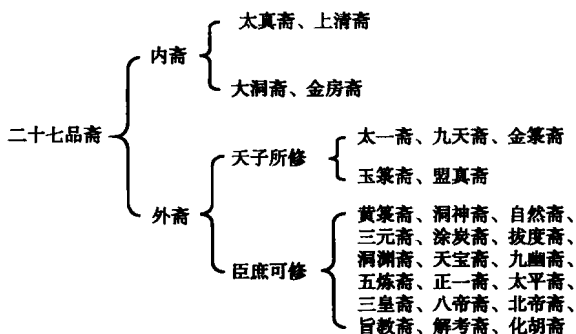 太真斋、上清斋
内斋
大洞斋、金房斋
二十七品斋
太一斋、九天斋、金箓斋
天子所修
玉箓斋、盟真斋
外斋
黄箓斋、洞神斋、自然斋、
三元斋、涂炭斋、拔度斋、
臣庶可修
洞渊斋、天宝斋、九幽斋、
五炼斋、正一斋、太平斋、
三皇斋、八帝斋、北帝斋、
旨教斋、解考斋、化胡斋